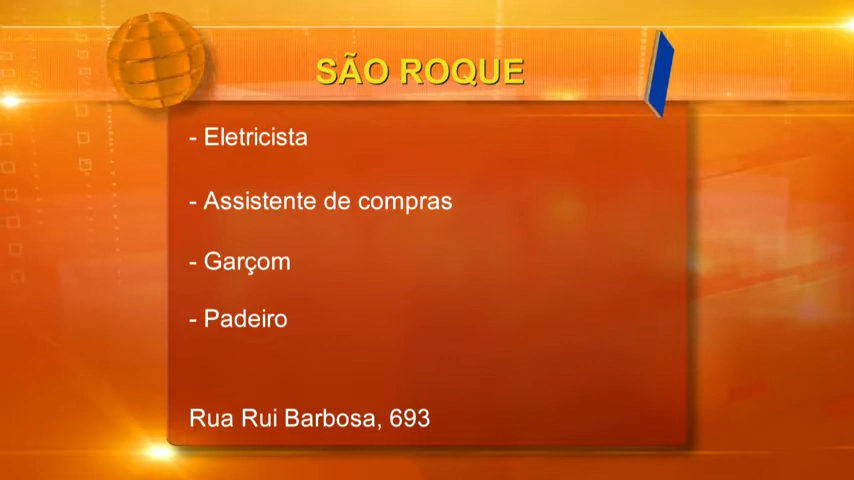 SÃO ROQUE
- Eletricista
- Assistente de compras
- Garçom
- Padeiro
Rua Rui Barbosa, 693